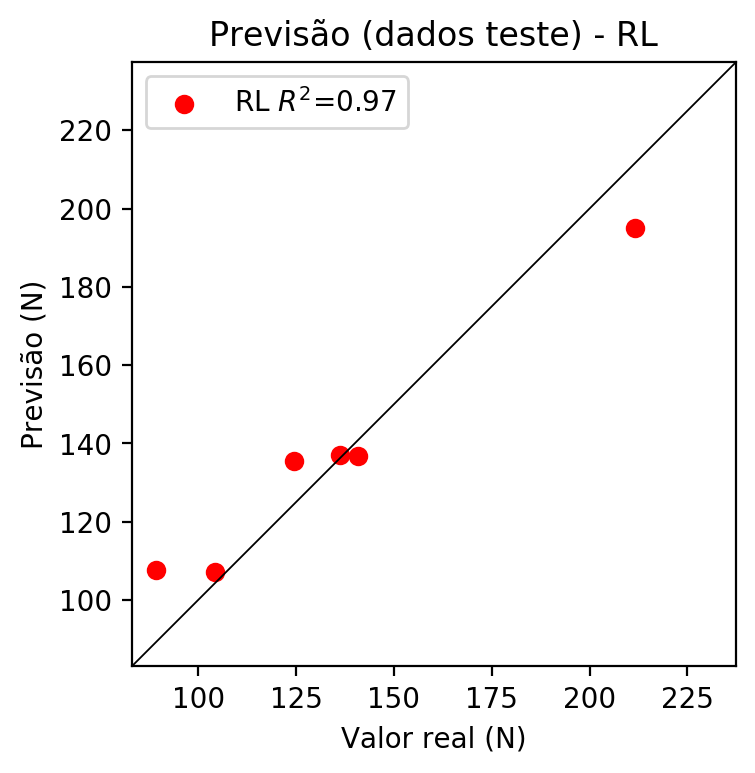 Previsão (dados teste) - RL
RL R²=0.97
Previsão (N)
220
200
180
160
140
120
100
100 125 150 175 200 225
Valor real (N)